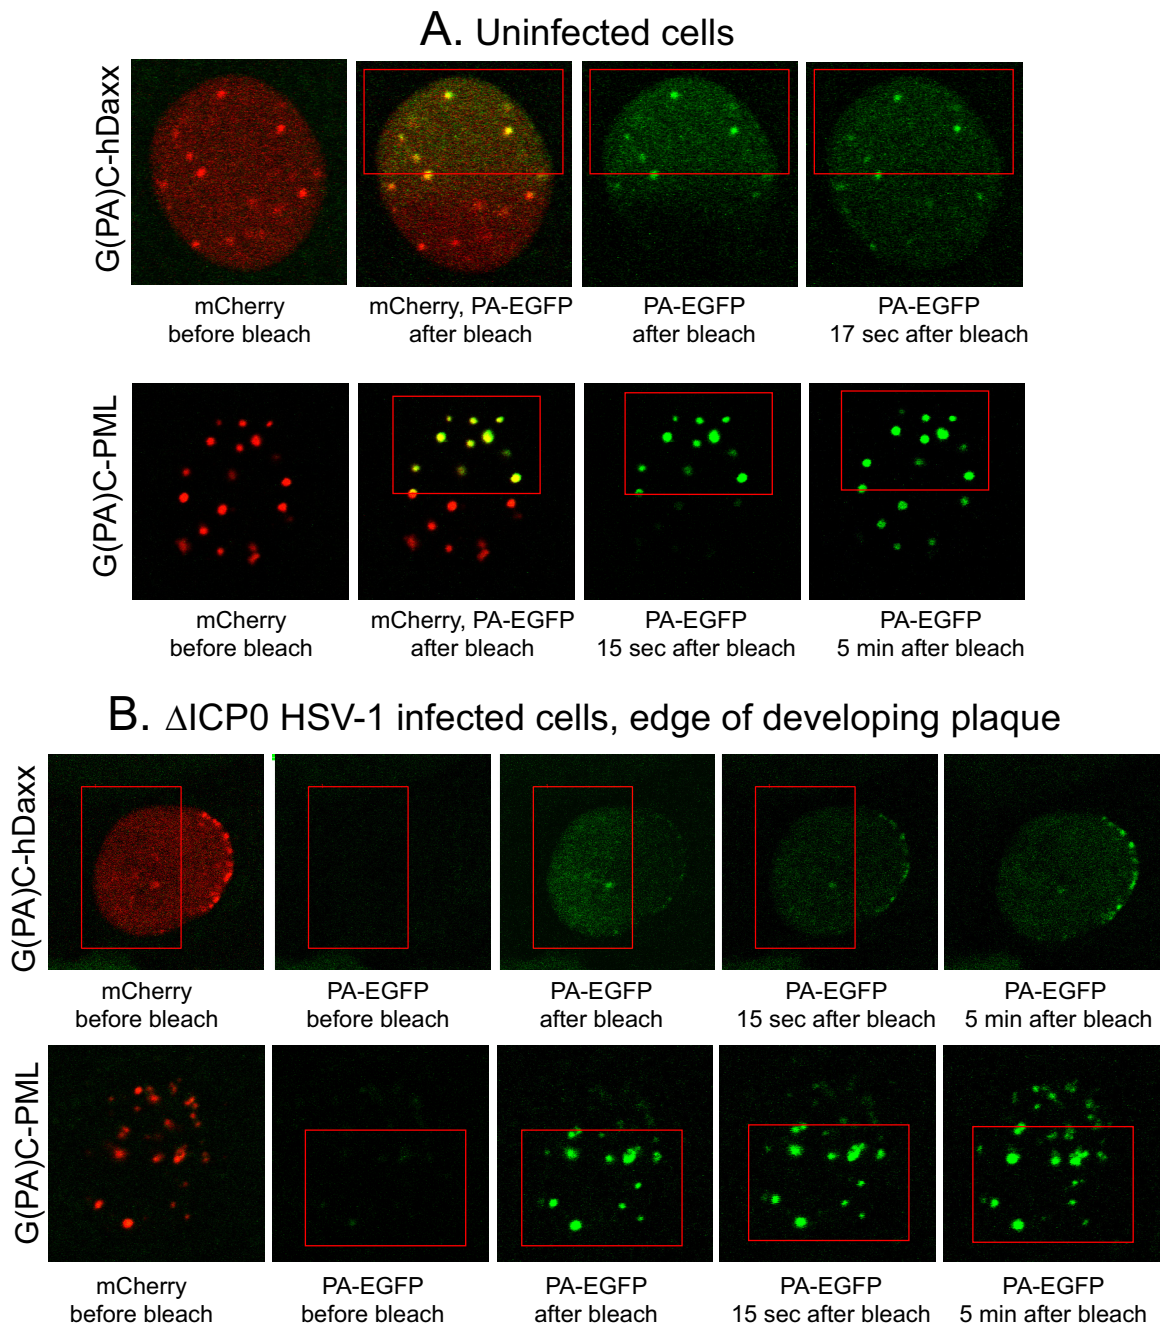 A. Uninfected cells
G(PA)C-hDaxx
mCherry
before bleach
mCherry, PA-EGFP
after bleach
PA-EGFP
after bleach
PA-EGFP
17 sec after bleach
G(PA)C-PML
mCherry
before bleach
mCherry, PA-EGFP
after bleach
PA-EGFP
15 sec after bleach
PA-EGFP
5 min after bleach
B. ΔICP0 HSV-1 infected cells, edge of developing plaque
G(PA)C-hDaxx
mCherry
before bleach
PA-EGFP
before bleach
PA-EGFP
after bleach
PA-EGFP
15 sec after bleach
PA-EGFP
5 min after bleach
G(PA)C-PML
mCherry
before bleach
PA-EGFP
before bleach
PA-EGFP
after bleach
PA-EGFP
15 sec after bleach
PA-EGFP
5 min after bleach